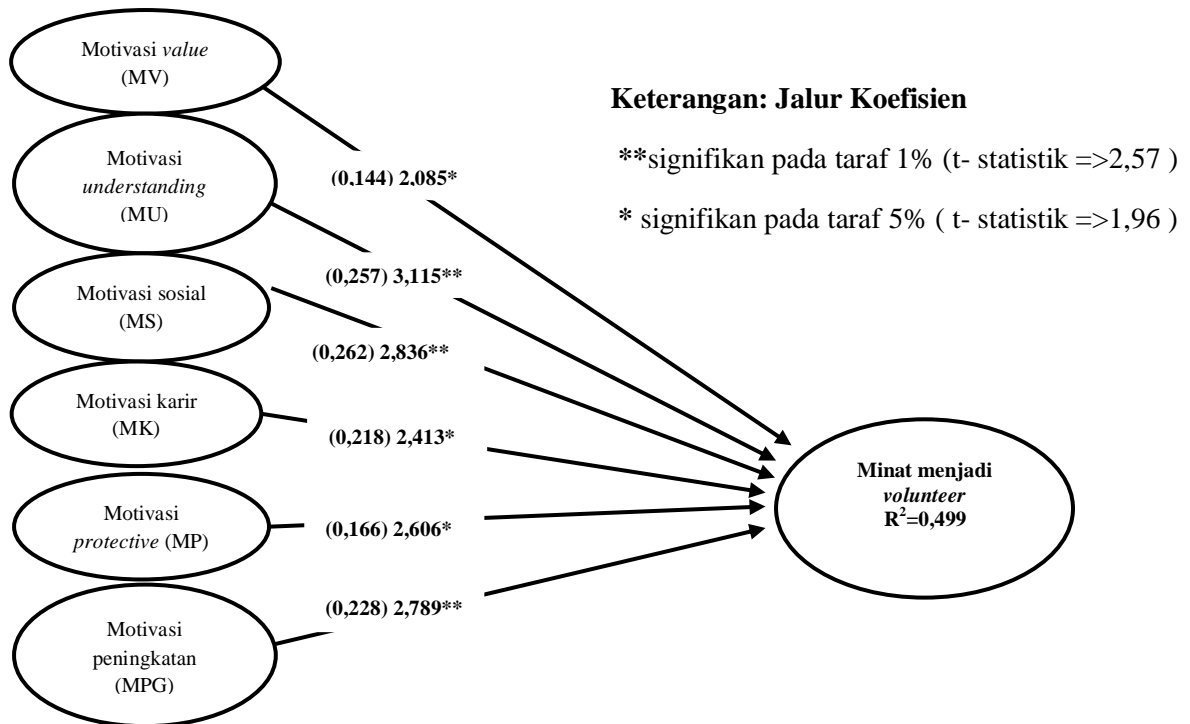 Motivasi value
(MV)
Motivasi
understanding
(MU)
Motivasi sosial
(MS)
Motivasi karir
(MK)
Motivasi
protective (MP)
Motivasi
peningkatan
(MPG)
(0,144) 2,085*
(0,257) 3,115**
(0,262) 2,836**
(0,218) 2,413*
(0,166) 2,606*
(0,228) 2,789**
Keterangan: Jalur Koefisien
**signifikan pada taraf 1% (t- statistik =>2,57 )
* signifikan pada taraf 5% ( t- statistik =>1,96 )
Minat menjadi
volunteer
R²=0,499